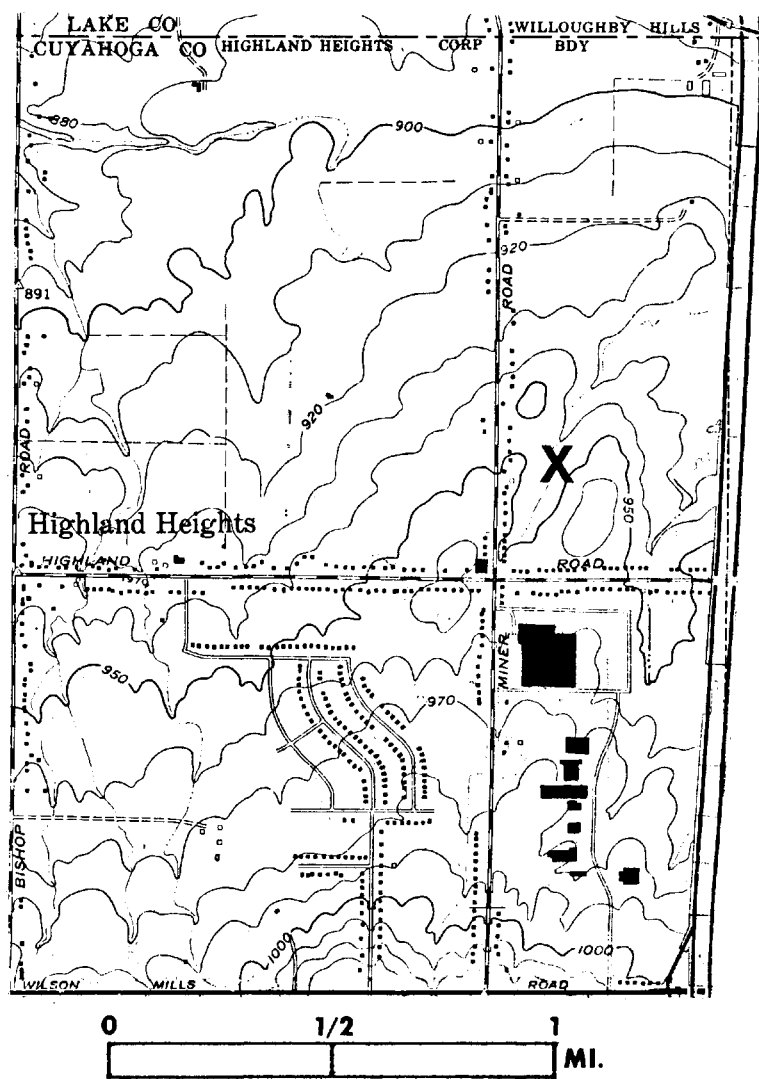 LAKE CO
CUYAHOGA CO HIGHLAND HEIGHTS CORP
WILLOUGHBY HILLS
BDY
880
900
920
ROAD
891
920
X
ROAD
950
Highland Heights
HIGHLAND
ROAD
970
MINER
950
970
BISHOP
1000
1000
WILSON MILLS
ROAD
0 1/2 1
MI.